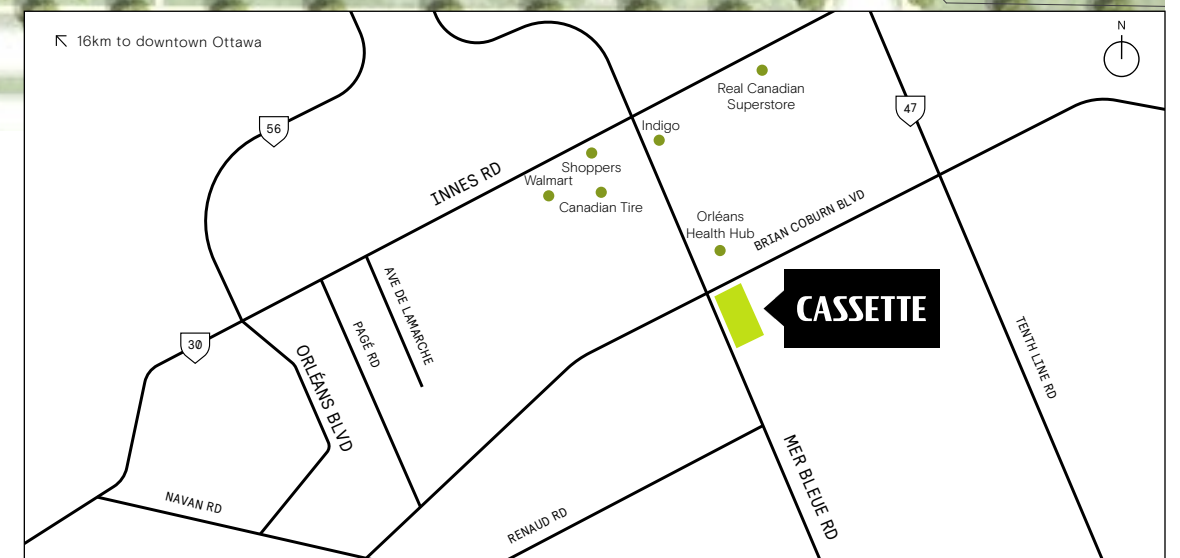 16km to downtown Ottawa
N
56
47
Real Canadian
Superstore
Indigo
Shoppers
Walmart
Canadian Tire
INNES RD
Orléans
Health Hub
BRIAN COBURN BLVD
AVE DE LAMARCHE
CASSETTE
30
PAGÉ RD
ORLÉANS BLVD
TENTH LINE RD
MER BLEUE RD
NAVAN RD
RENAUD RD